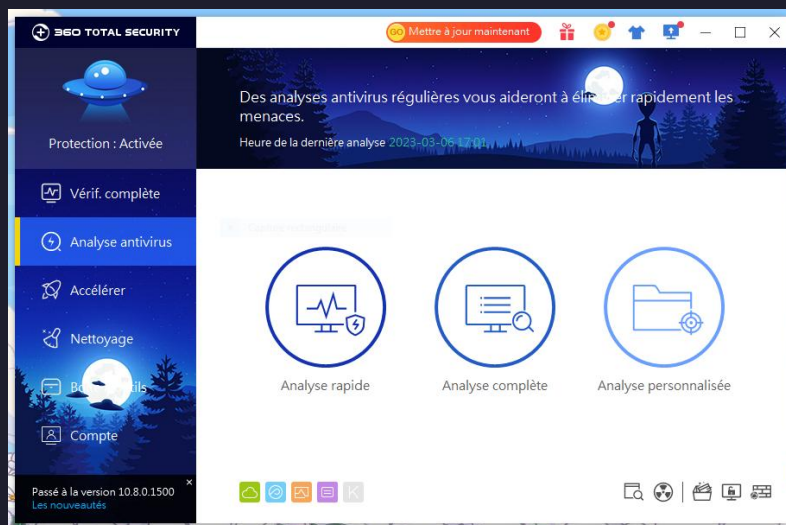 360 TOTAL SECURITY
GO Mettre à jour maintenant
Protection : Activée
Des analyses antivirus régulières vous aideront à éliminer rapidement les
menaces.
Heure de la dernière analyse 2023-03-06 17:01
Vérif. complète
Analyse antivirus
Accélérer
Nettoyage
Compte
Analyse rapide
Analyse complète
Analyse personnalisée
Passé à la version 10.8.0.1500
Les nouveautés